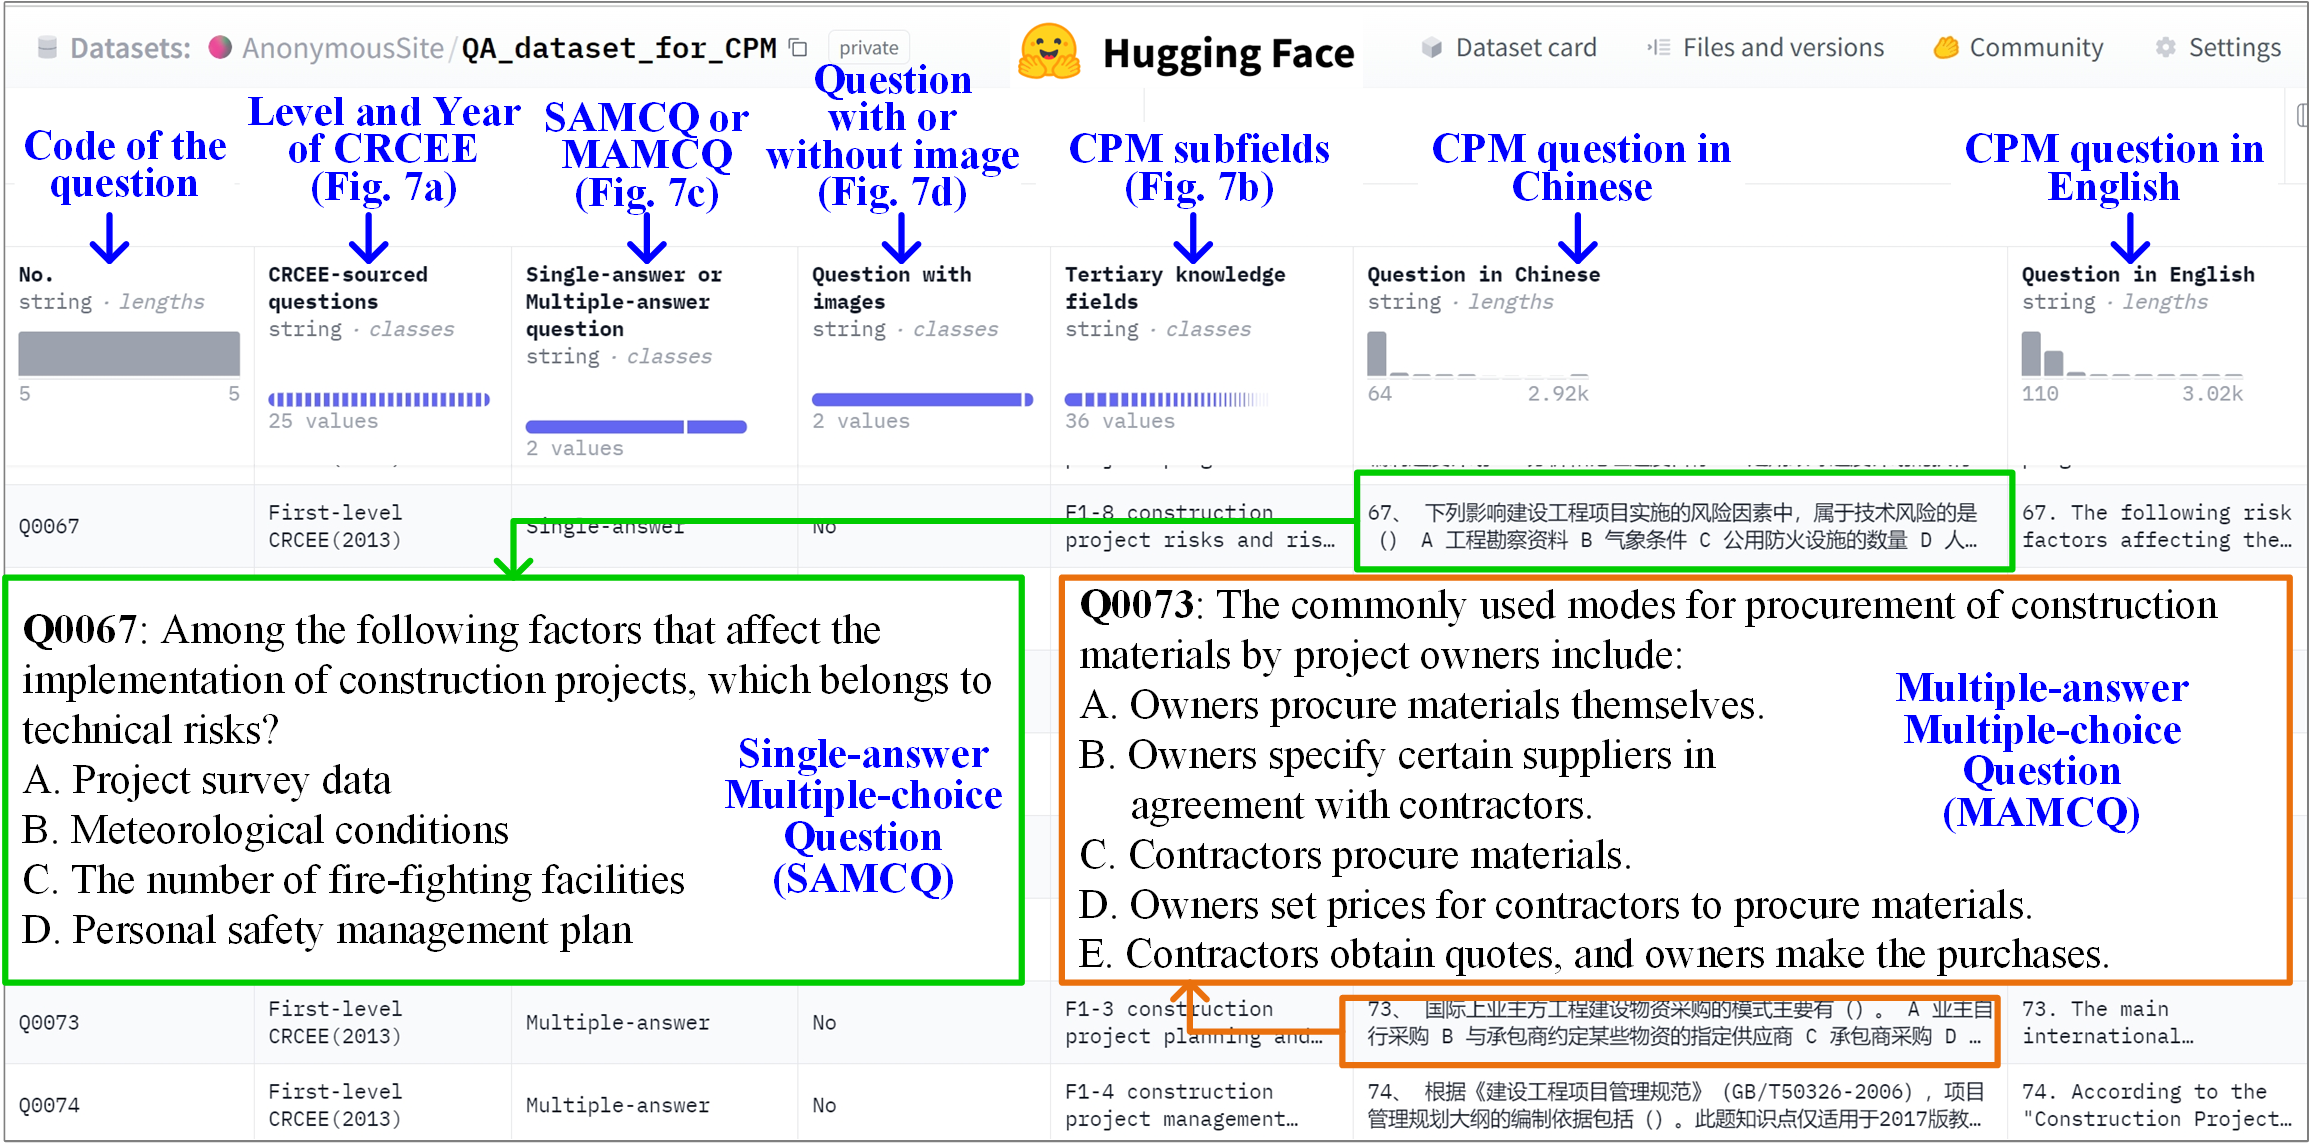 Datasets: AnonymousSite/QA_dataset_for_CPM private
Hugging Face
Dataset card Files and versions Community Settings
Code of the
question
Level and Year
of CRCEE
(Fig. 7a)
SAMCQ or
MAMCQ
(Fig. 7c)
Question
with or
without image
(Fig. 7d)
CPM subfields
(Fig. 7b)
CPM question in
Chinese
CPM question in
English
No.
string · lengths
5 5
CRCEE-sourced
questions
string · classes
25 values
Single-answer or
Multiple-answer
question
string · classes
2 values
Question with
images
string · classes
2 values
Tertiary knowledge
fields
string · classes
36 values
Question in Chinese
string · lengths
64 2.92k
Question in English
string · lengths
110 3.02k
Q0067
First-level
CRCEE(2013)
Single-answer
No
F1-8 construction
project risks and ris…
67、 下列影响建设工程项目实施的风险因素中，属于技术风险的是
（） A 工程勘察资料 B 气象条件 C 公用防火设施的数量 D 人…
67. The following risk
factors affecting the…
Q0067: Among the following factors that affect the
implementation of construction projects, which belongs to
technical risks?
A. Project survey data
B. Meteorological conditions
C. The number of fire-fighting facilities
D. Personal safety management plan
Single-answer
Multiple-choice
Question
(SAMCQ)
Q0073: The commonly used modes for procurement of construction
materials by project owners include:
A. Owners procure materials themselves.
B. Owners specify certain suppliers in
agreement with contractors.
C. Contractors procure materials.
D. Owners set prices for contractors to procure materials.
E. Contractors obtain quotes, and owners make the purchases.
Multiple-answer
Multiple-choice
Question
(MAMCQ)
Q0073
First-level
CRCEE(2013)
Multiple-answer
No
F1-3 construction
project planning and…
73、 国际上业主方工程建设物资采购的模式主要有（）。 A 业主自
行采购 B 与承包商约定某些物资的指定供应商 C 承包商采购 D …
73. The main
international…
Q0074
First-level
CRCEE(2013)
Multiple-answer
No
F1-4 construction
project management…
74、 根据《建设工程项目管理规范》（GB/T50326-2006），项目
管理规划大纲的编制依据包括（）。此题知识点仅适用于2017版教…
74. According to the
"Construction Project…